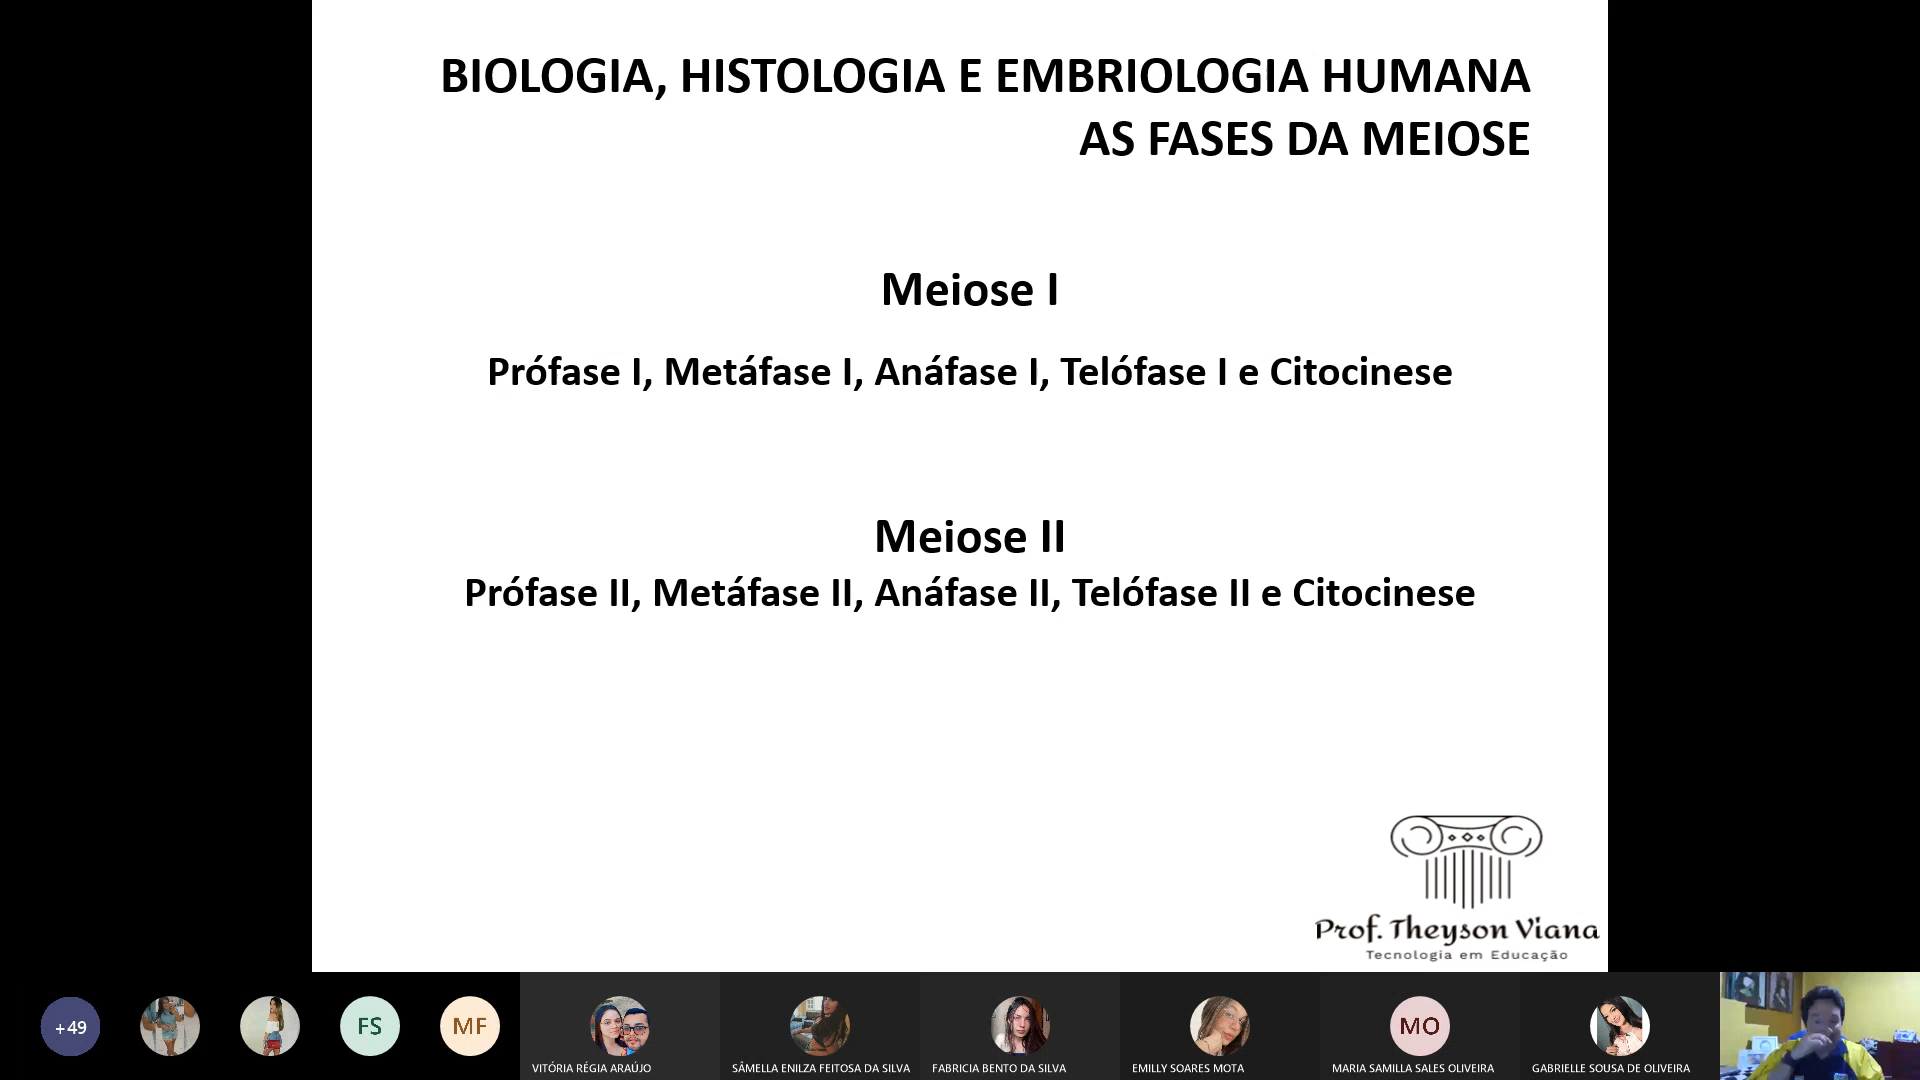 BIOLOGIA, HISTOLOGIA E EMBRIOLOGIA HUMANA
AS FASES DA MEIOSE
Meiose I
Prófase I, Metáfase I, Anáfase I, Telófase I e Citocinese
Meiose II
Prófase II, Metáfase II, Anáfase II, Telófase II e Citocinese
Prof. Theyson Viana
Tecnologia em Educação
+49
FS
MF
MO
VITÓRIA RÉGIA ARAÚJO
SÂMELLA ENILZA FEITOSA DA SILVA
FABRICIA BENTO DA SILVA
EMILLY SOARES MOTA
MARIA SAMILLA SALES OLIVEIRA
GABRIELLE SOUSA DE OLIVEIRA